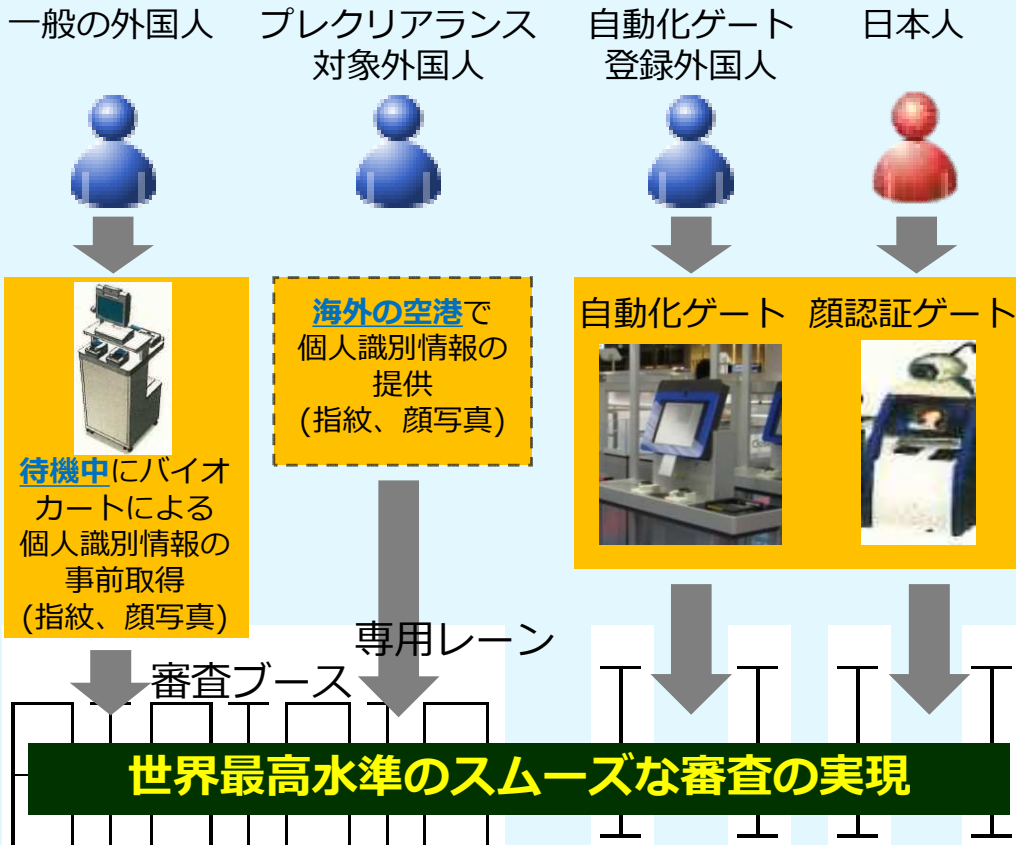 一般の外国人
プレクリアランス
対象外国人
自動化ゲート
登録外国人
日本人
待機中にバイオ
カートによる
個人識別情報の
事前取得
(指紋、顔写真)
海外の空港で
個人識別情報の
提供
(指紋、顔写真)
自動化ゲート
顔認証ゲート
審査ブース
専用レーン
世界最高水準のスムーズな審査の実現